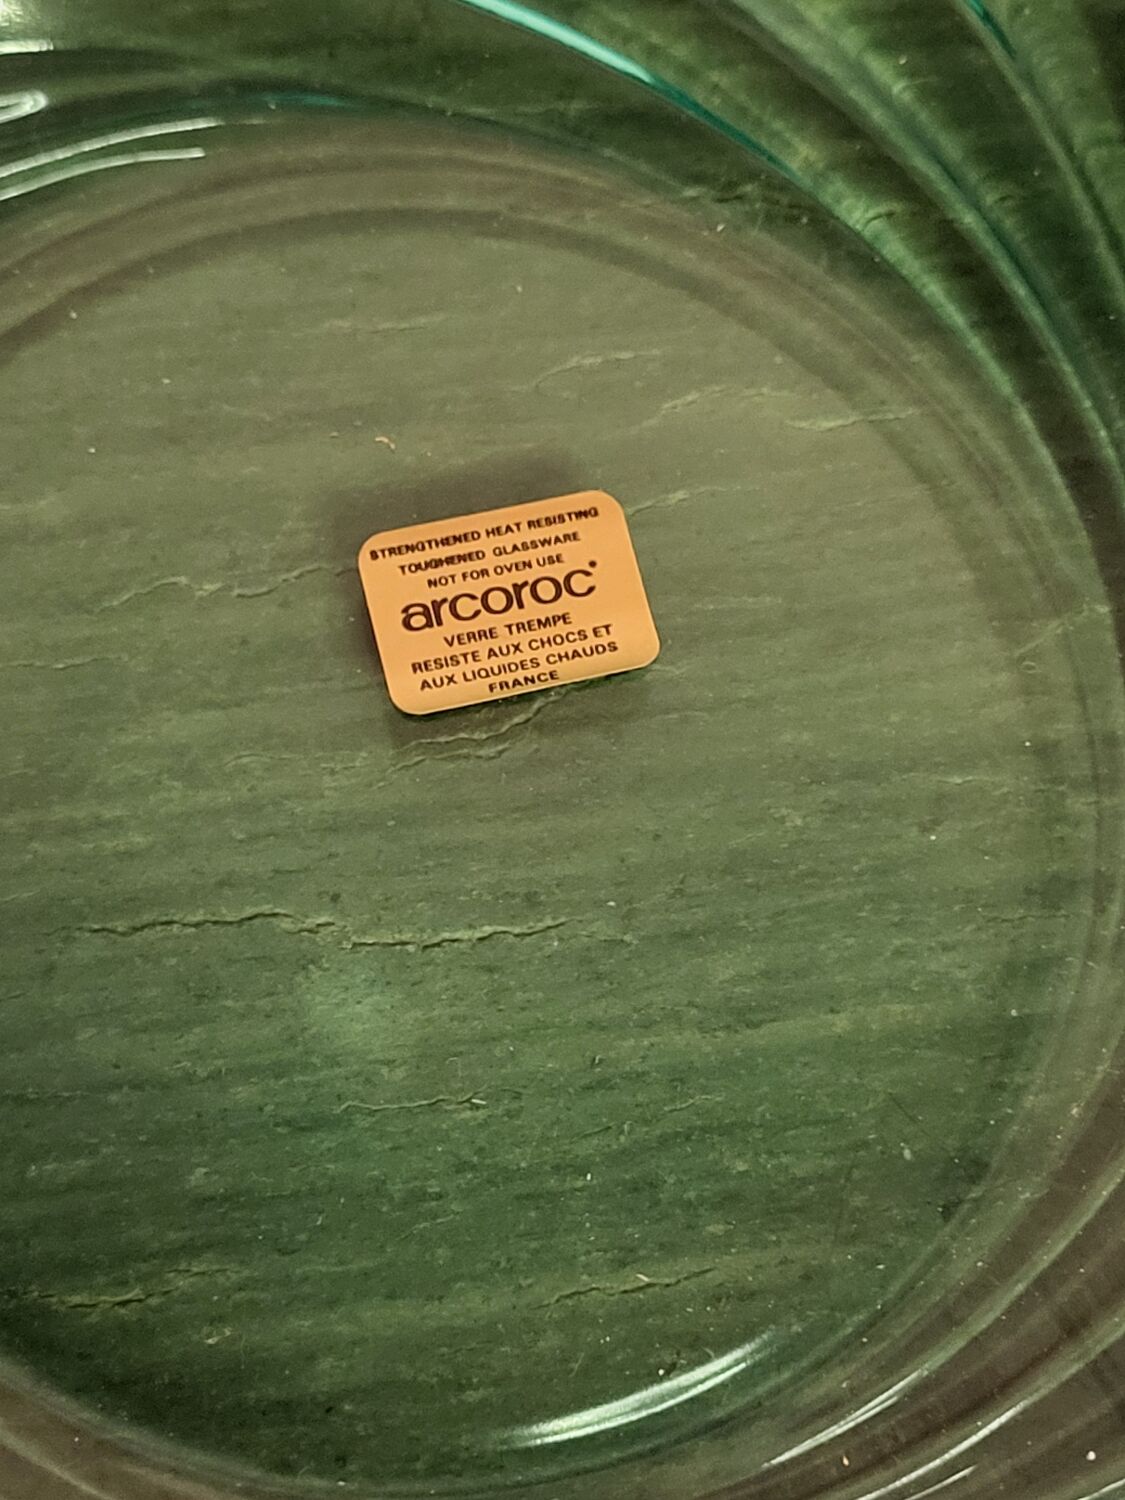 STRENGTHENED HEAT RESISTING
TOUGHENED GLASSWARE
NOT FOR OVEN USE
arcoroc
VERRE TREMPE
RESISTE AUX CHOCS ET
AUX LIQUIDES CHAUDS
FRANCE